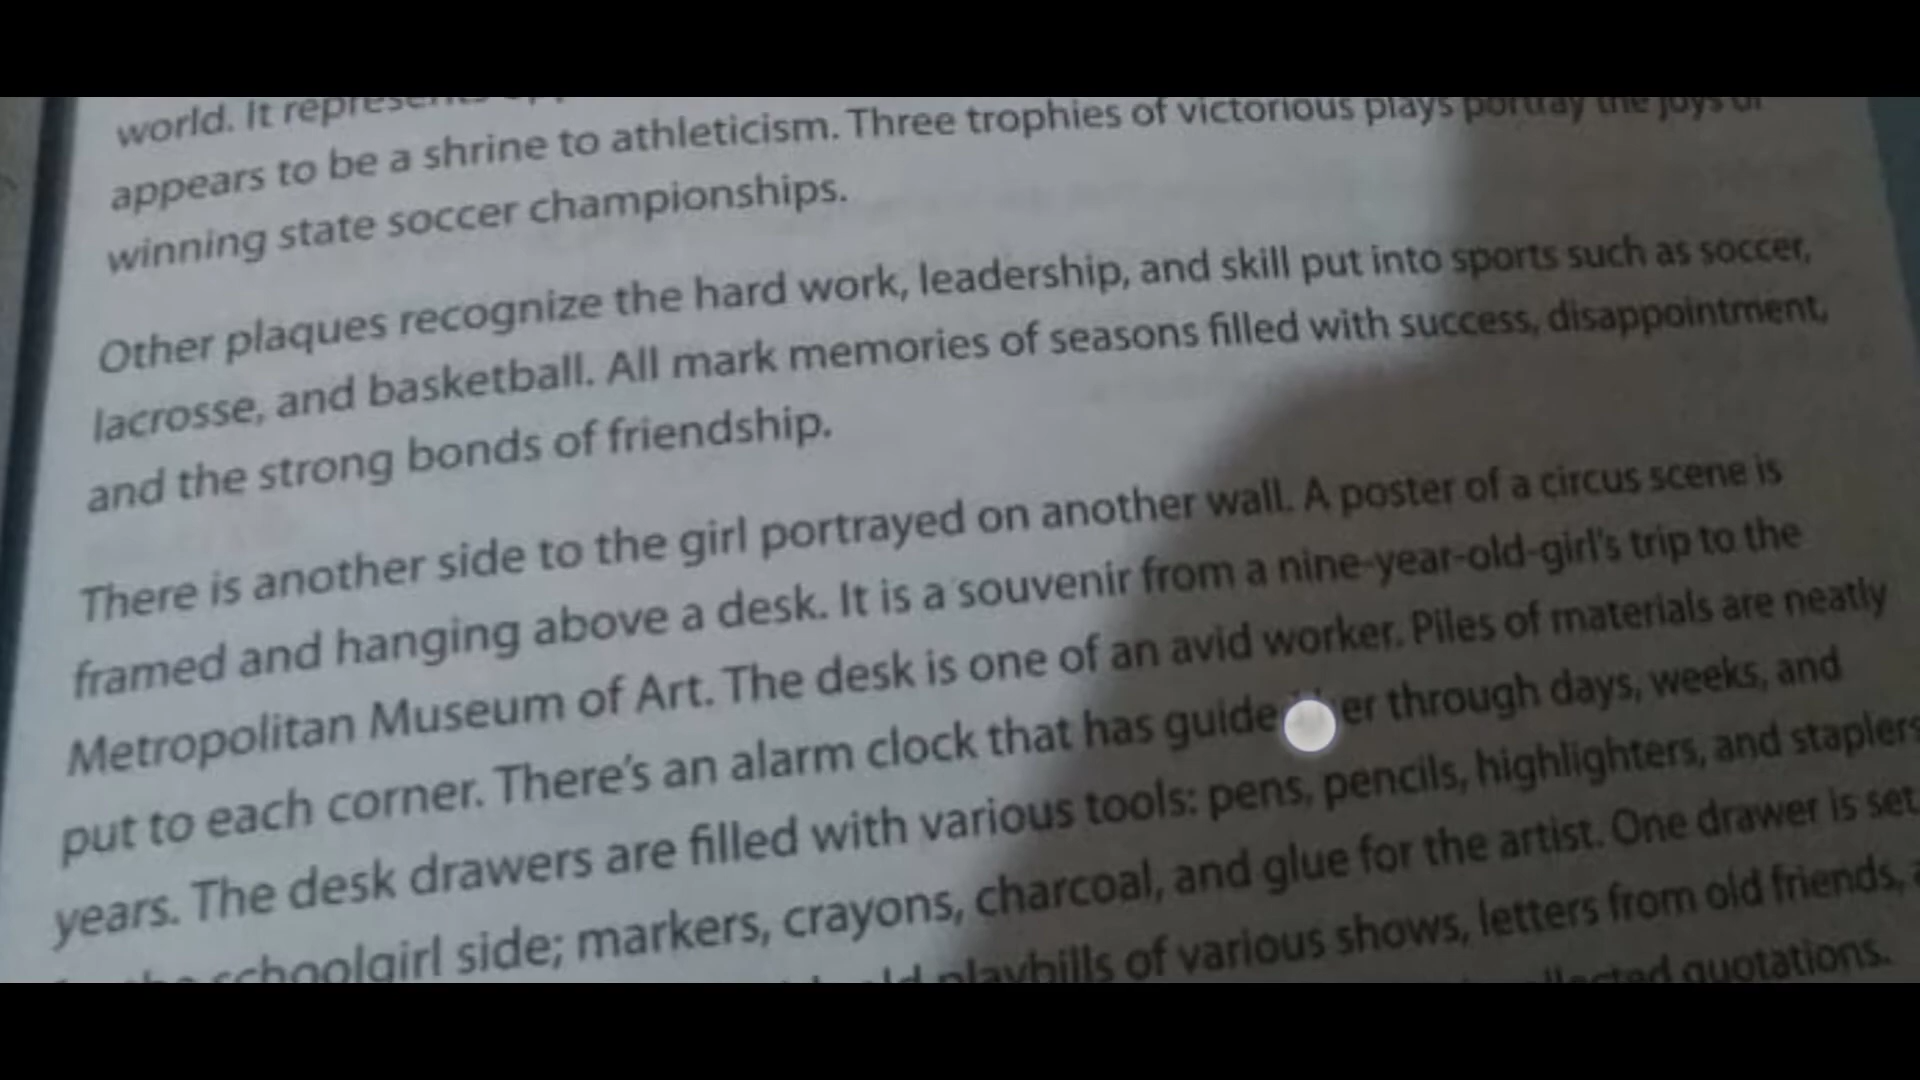 world. It represents
appears to be a shrine to athleticism. Three trophies of victorious plays portray the joys of
winning state soccer championships.
Other plaques recognize the hard work, leadership, and skill put into sports such as soccer,
lacrosse, and basketball. All mark memories of seasons filled with success, disappointment,
and the strong bonds of friendship.
There is another side to the girl portrayed on another wall. A poster of a circus scene is
framed and hanging above a desk. It is a souvenir from a nine-year-old-girl's trip to the
Metropolitan Museum of Art. The desk is one of an avid worker. Piles of materials are neatly
put to each corner. There's an alarm clock that has guide er through days, weeks, and
years. The desk drawers are filled with various tools: pens, pencils, highlighters, and staplers
the schoolgirl side; markers, crayons, charcoal, and glue for the artist. One drawer is set
playbills of various shows, letters from old friends,
quotations.